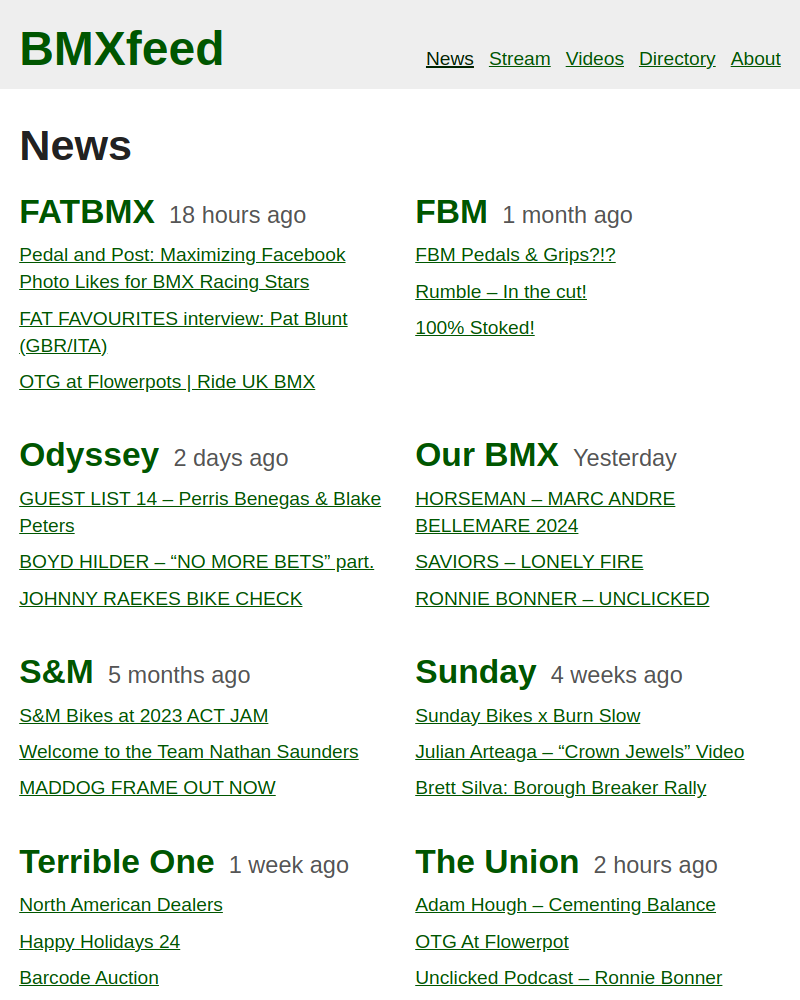 BMXfeed
News Stream Videos Directory About
News
FATBMX 18 hours ago
Pedal and Post: Maximizing Facebook
Photo Likes for BMX Racing Stars
FAT FAVOURITES interview: Pat Blunt
(GBR/ITA)
OTG at Flowerpots | Ride UK BMX
FBM 1 month ago
FBM Pedals & Grips?!?
Rumble – In the cut!
100% Stoked!
Odyssey 2 days ago
GUEST LIST 14 – Perris Benegas & Blake
Peters
BOYD HILDER – “NO MORE BETS” part.
JOHNNY RAEKES BIKE CHECK
Our BMX Yesterday
HORSEMAN – MARC ANDRE
BELLEMARE 2024
SAVIORS – LONELY FIRE
RONNIE BONNER – UNCLICKED
S&M 5 months ago
S&M Bikes at 2023 ACT JAM
Welcome to the Team Nathan Saunders
MADDOG FRAME OUT NOW
Sunday 4 weeks ago
Sunday Bikes x Burn Slow
Julian Arteaga – “Crown Jewels” Video
Brett Silva: Borough Breaker Rally
Terrible One 1 week ago
North American Dealers
Happy Holidays 24
Barcode Auction
The Union 2 hours ago
Adam Hough – Cementing Balance
OTG At Flowerpot
Unclicked Podcast – Ronnie Bonner